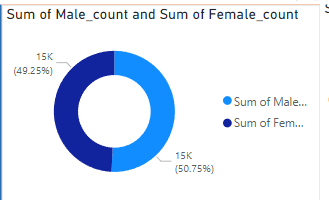 Sum of Male_count and Sum of Female_count
15K
(49.25%)
Sum of Male...
Sum of Fem...
15K
(50.75%)